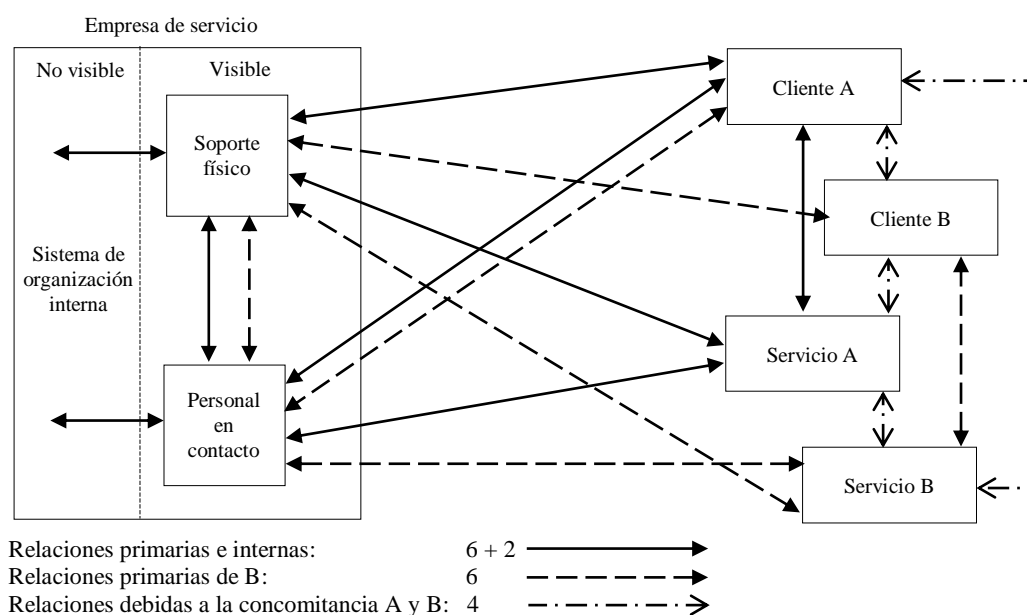 Empresa de servicio
No visible
Visible
Cliente A
Soporte
físico
Cliente B
Sistema de
organización
interna
Servicio A
Personal
en
contacto
Servicio B
Relaciones primarias e internas: 6 + 2
Relaciones primarias de B: 6
Relaciones debidas a la concomitancia A y B: 4